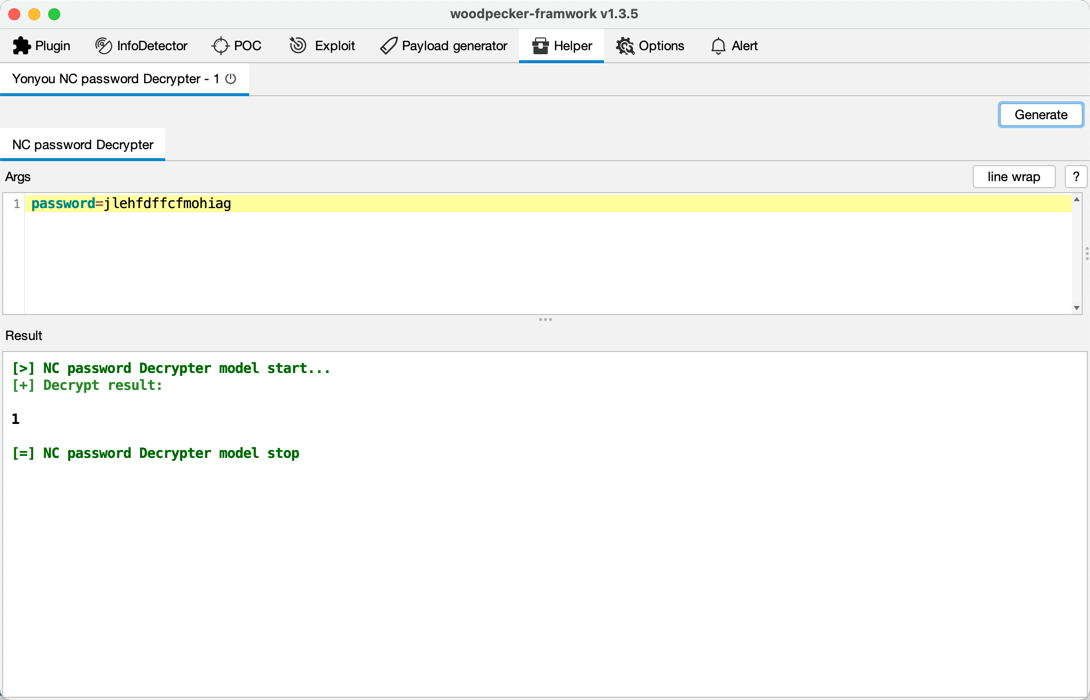 woodpecker-framwork v1.3.5
Plugin InfoDetector POC Exploit Payload generator Helper Options Alert
Yonyou NC password Decrypter - 1
Generate
NC password Decrypter
Args line wrap ?
1 password=jlehfdffcfmohiag
Result
[>] NC password Decrypter model start...
[+] Decrypt result:
1
[=] NC password Decrypter model stop